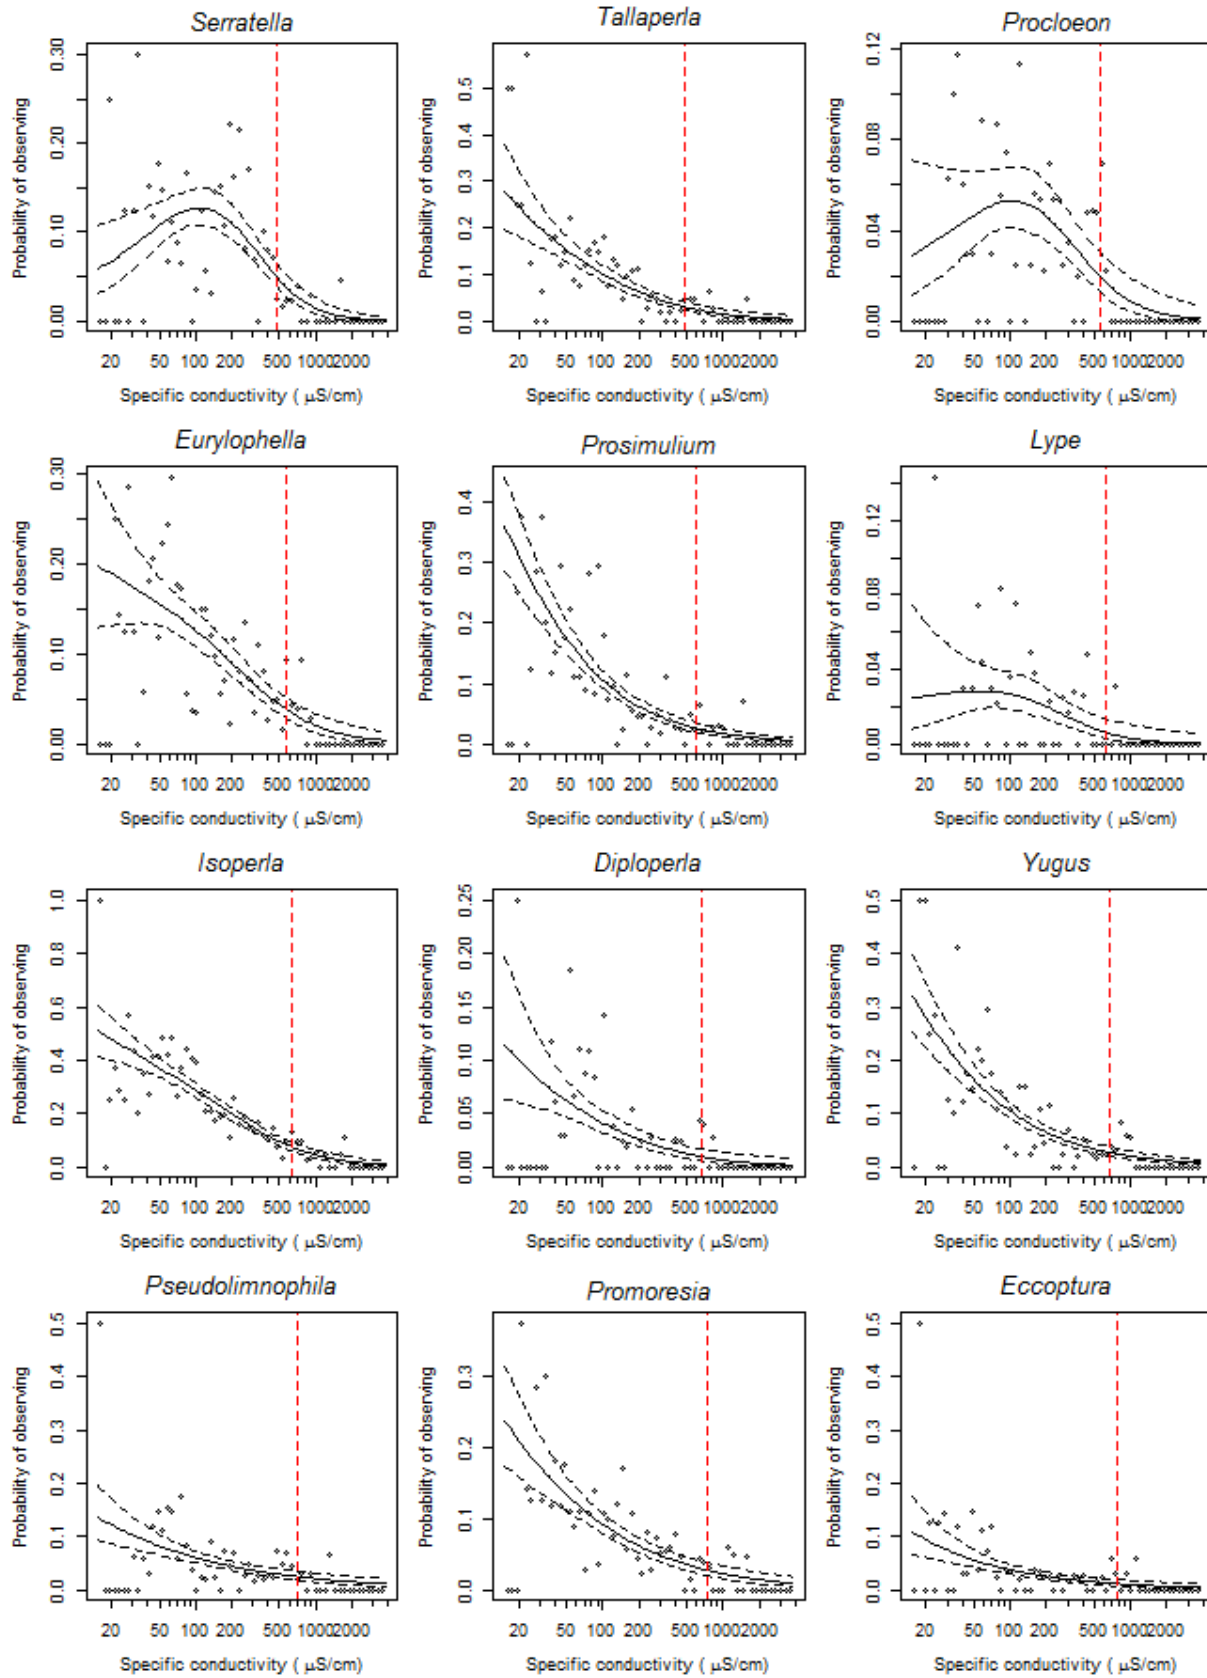 Serratella
Probability of observing
0.00 0.10 0.20 0.30
20 50 100 200 500 1000 2000
Specific conductivity ( μS/cm)
Tallaperla
Probability of observing
0.0 0.1 0.2 0.3 0.4 0.5
20 50 100 200 500 1000 2000
Specific conductivity ( μS/cm)
Procloeon
Probability of observing
0.00 0.04 0.08 0.12
20 50 100 200 500 1000 2000
Specific conductivity ( μS/cm)
Eurylophella
Probability of observing
0.00 0.10 0.20 0.30
20 50 100 200 500 1000 2000
Specific conductivity ( μS/cm)
Prosimulium
Probability of observing
0.0 0.1 0.2 0.3 0.4
20 50 100 200 500 1000 2000
Specific conductivity ( μS/cm)
Lype
Probability of observing
0.00 0.04 0.08 0.12
20 50 100 200 500 1000 2000
Specific conductivity ( μS/cm)
Isoperla
Probability of observing
0.0 0.2 0.4 0.6 0.8 1.0
20 50 100 200 500 1000 2000
Specific conductivity ( μS/cm)
Diploperla
Probability of observing
0.00 0.05 0.10 0.15 0.20 0.25
20 50 100 200 500 1000 2000
Specific conductivity ( μS/cm)
Yugus
Probability of observing
0.0 0.1 0.2 0.3 0.4 0.5
20 50 100 200 500 1000 2000
Specific conductivity ( μS/cm)
Pseudolimnophila
Probability of observing
0.0 0.1 0.2 0.3 0.4 0.5
20 50 100 200 500 1000 2000
Specific conductivity ( μS/cm)
Promoresia
Probability of observing
0.0 0.1 0.2 0.3
20 50 100 200 500 1000 2000
Specific conductivity ( μS/cm)
Eccoptura
Probability of observing
0.0 0.1 0.2 0.3 0.4 0.5
20 50 100 200 500 1000 2000
Specific conductivity ( μS/cm)